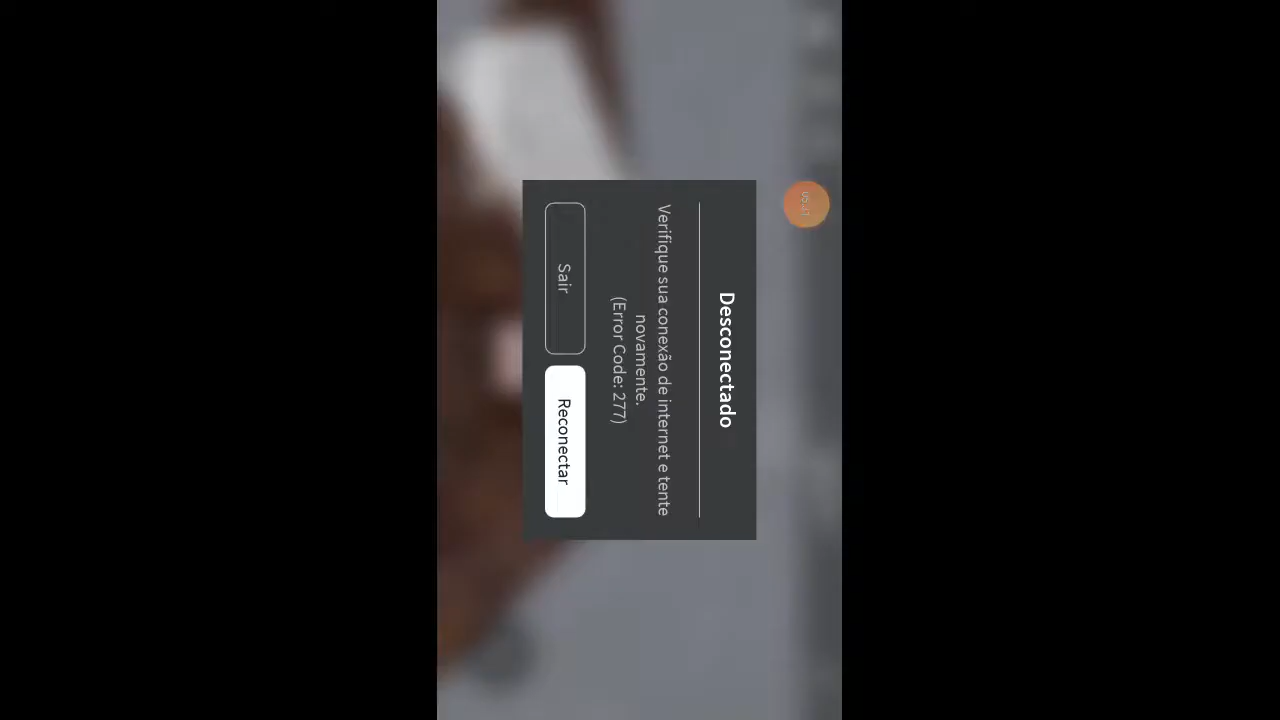 Desconectado
Verifique sua conexão de internet e tente
novamente.
(Error Code: 277)
Sair
Reconectar